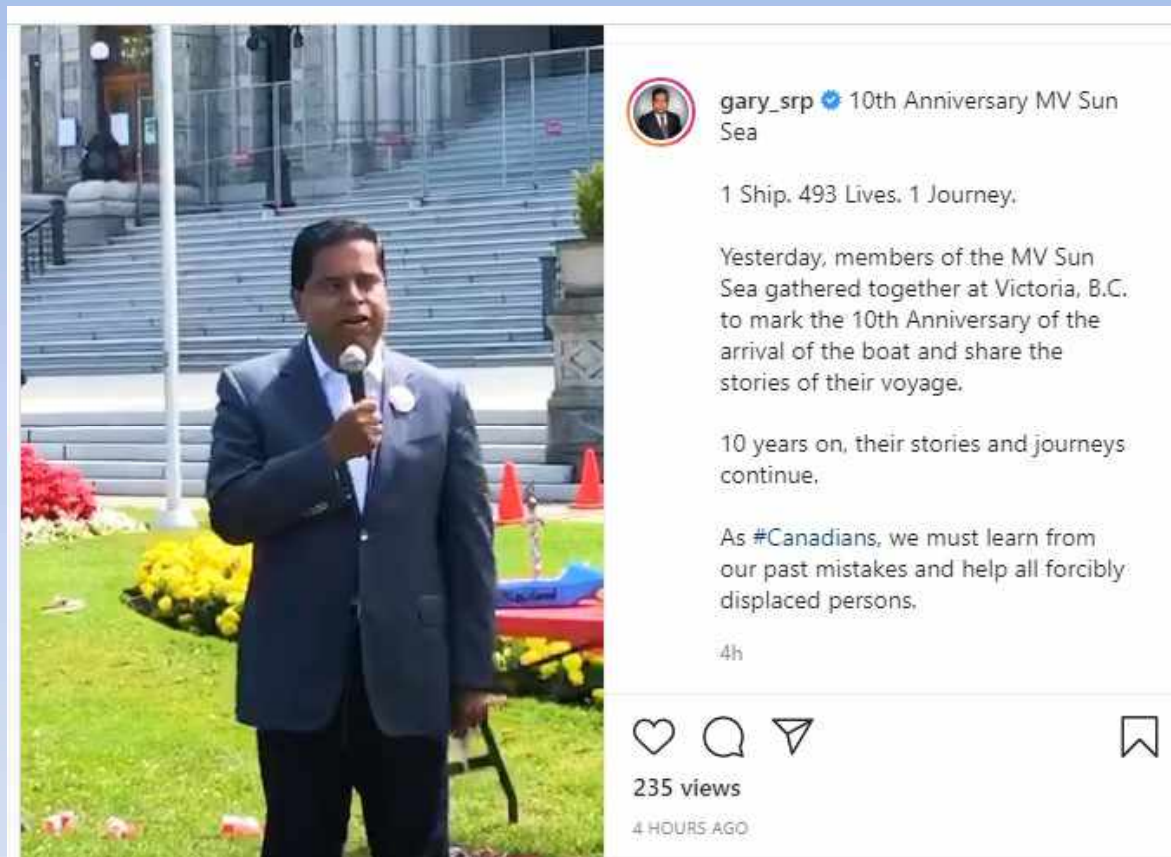 gary_srp 10th Anniversary MV Sun
Sea
1 Ship. 493 Lives. 1 Journey.
Yesterday, members of the MV Sun
Sea gathered together at Victoria, B.C.
to mark the 10th Anniversary of the
arrival of the boat and share the
stories of their voyage.
10 years on, their stories and journeys
continue.
As #Canadians, we must learn from
our past mistakes and help all forcibly
displaced persons.
4h
235 views
4 HOURS AGO